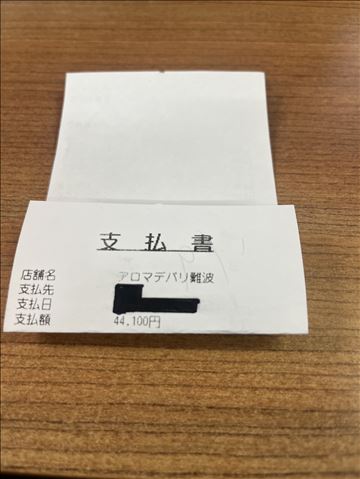 支払書
店舗名 アロマデパリ難波
支払先
支払日
支払額 44,100円